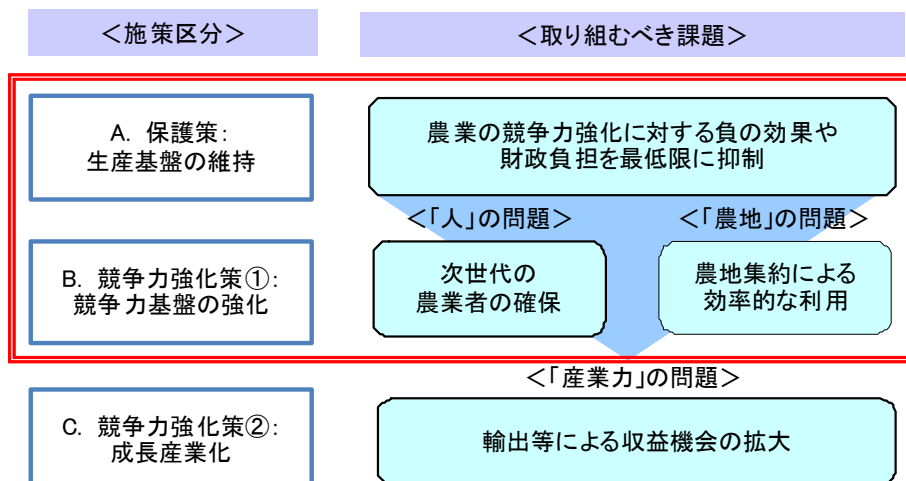 ＜施策区分＞
＜取り組むべき課題＞
A. 保護策：
生産基盤の維持
農業の競争力強化に対する負の効果や
財政負担を最低限に抑制
＜「人」の問題＞
＜「農地」の問題＞
B. 競争力強化策①：
競争力基盤の強化
次世代の
農業者の確保
農地集約による
効率的な利用
＜「産業力」の問題＞
C. 競争力強化策②：
成長産業化
輸出等による収益機会の拡大